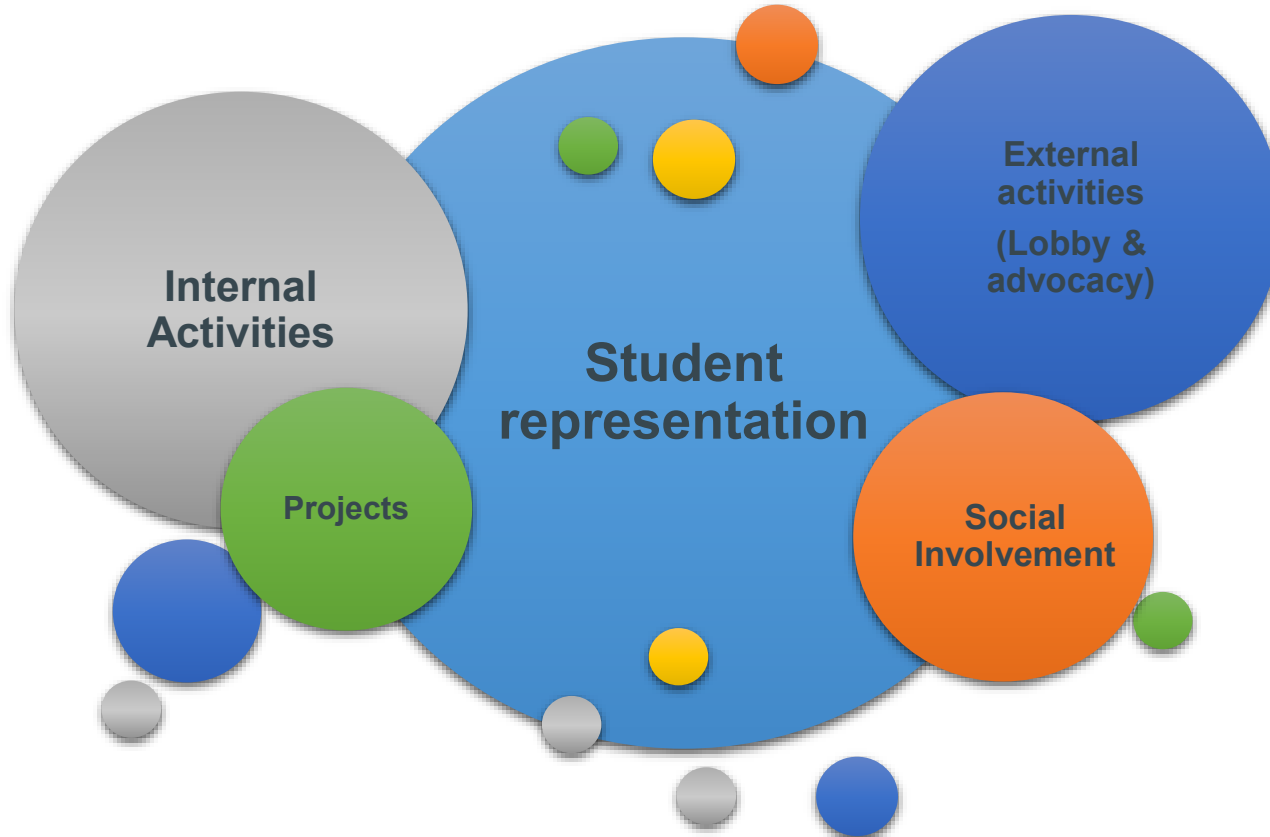 Internal
Activities
Projects
Student
representation
External
activities
(Lobby &
advocacy)
Social
Involvement